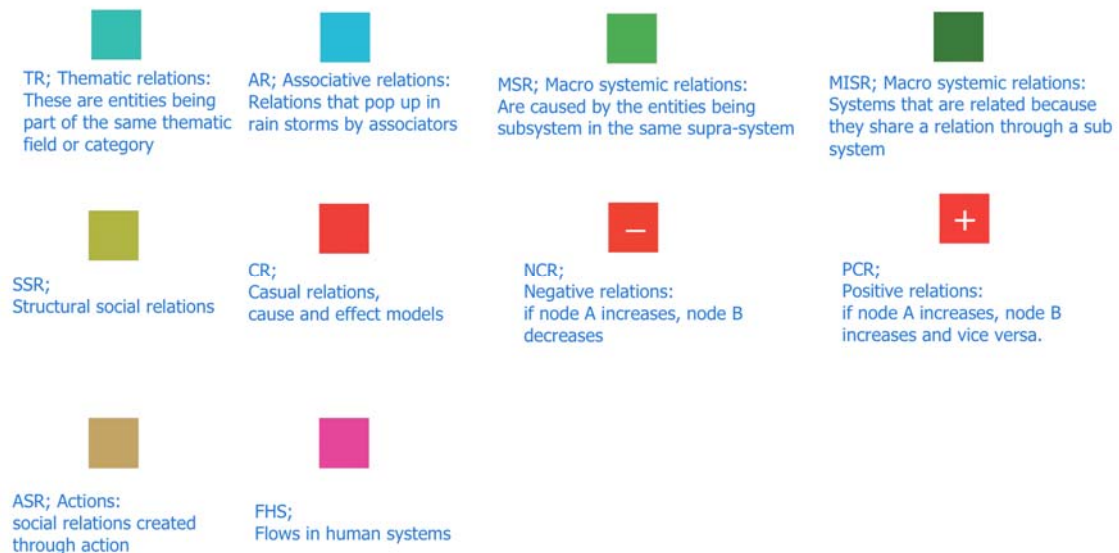 TR; Thematic relations:
These are entities being
part of the same thematic
field or category
AR; Associative relations:
Relations that pop up in
rain storms by associators
MSR; Macro systemic relations:
Are caused by the entities being
subsystem in the same supra-system
MISR; Macro systemic relations:
Systems that are related because
they share a relation through a sub
system
SSR;
Structural social relations
CR;
Casual relations,
cause and effect models
–
NCR;
Negative relations:
if node A increases, node B
decreases
+
PCR;
Positive relations:
if node A increases, node B
increases and vice versa.
ASR; Actions:
social relations created
through action
FHS;
Flows in human systems